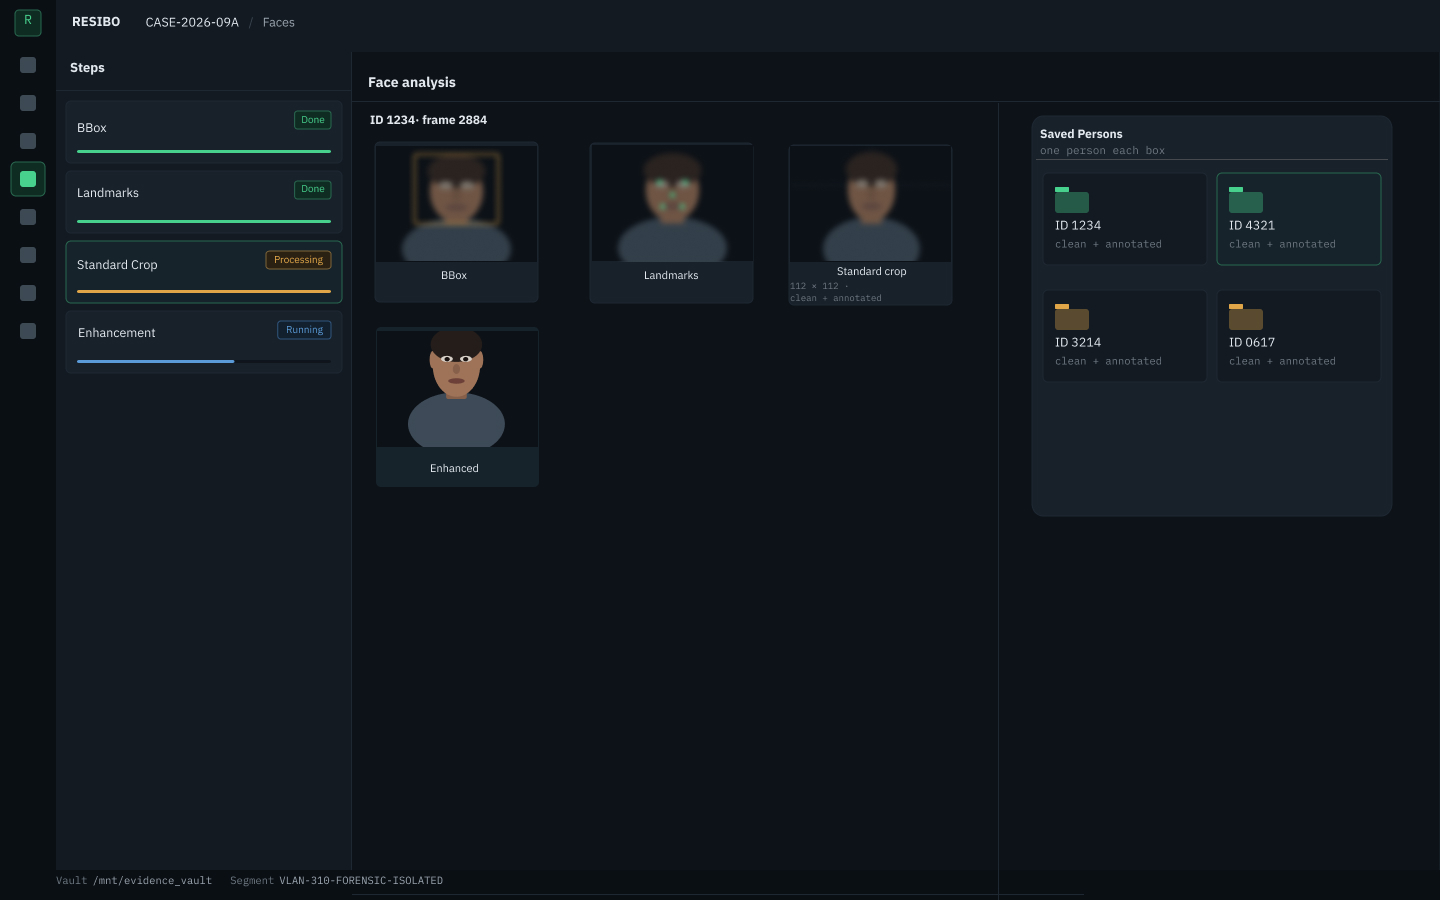 R
RESIBO CASE-2026-09A / Faces
Steps
BBox
Done
Landmarks
Done
Standard Crop
Processing
Enhancement
Running
Face analysis
ID 1234· frame 2884
BBox
Landmarks
Standard crop
112 × 112 ·
clean + annotated
Enhanced
Saved Persons
one person each box
ID 1234
clean + annotated
ID 4321
clean + annotated
ID 3214
clean + annotated
ID 0617
clean + annotated
Vault /mnt/evidence_vault Segment VLAN-310-FORENSIC-ISOLATED